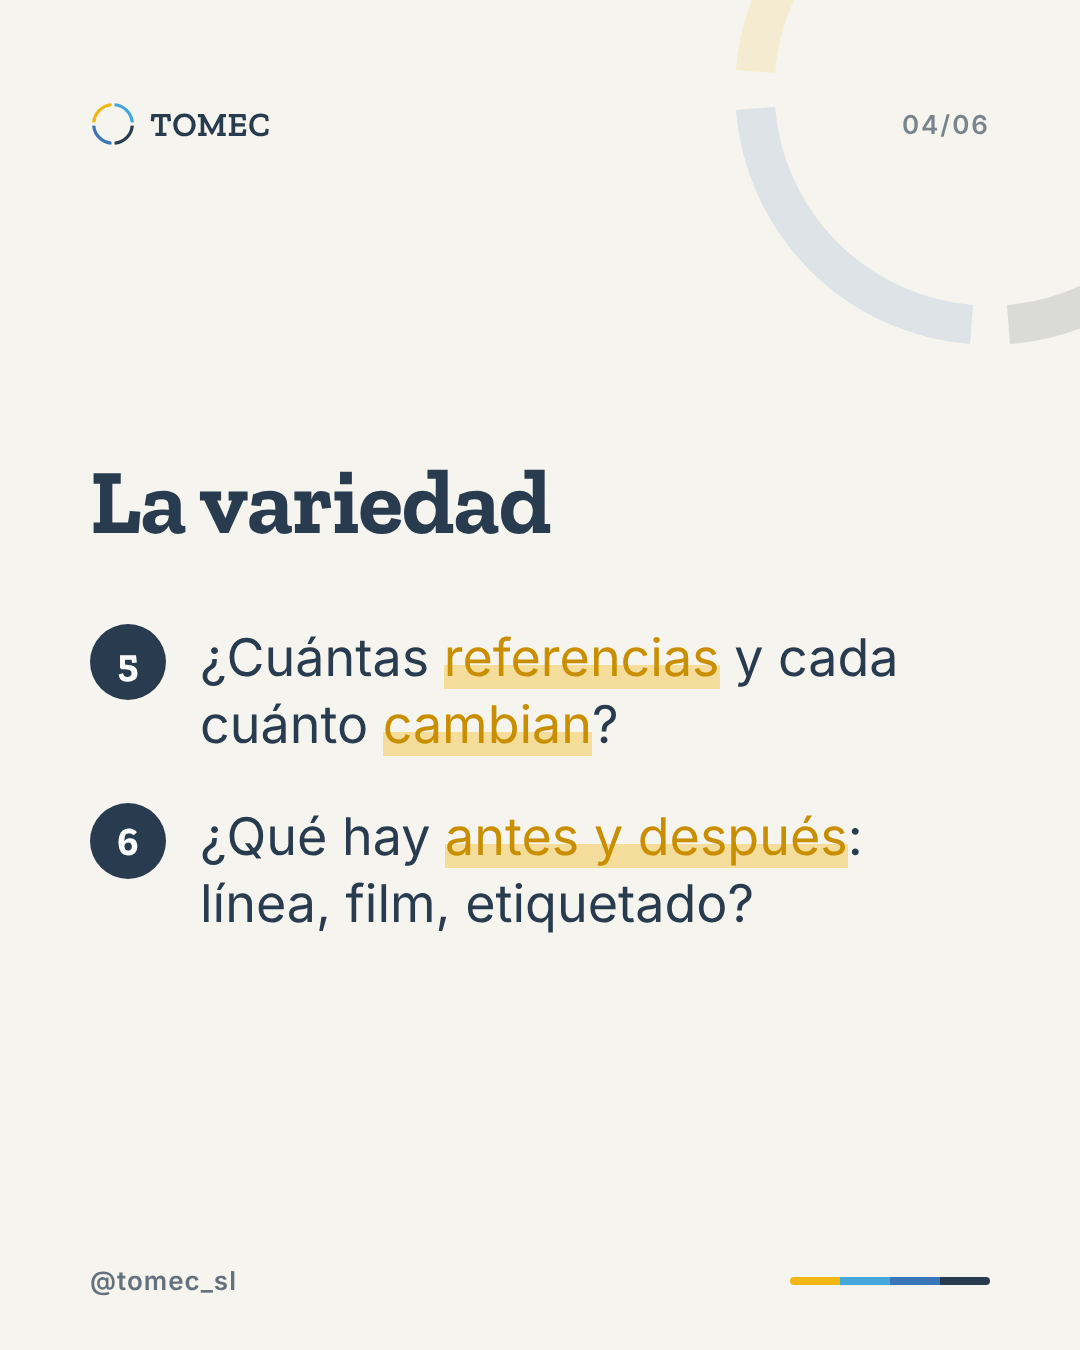 TOMEC
04/06
La variedad
5 ¿Cuántas referencias y cada
cuánto cambian?
6 ¿Qué hay antes y después:
línea, film, etiquetado?
@tomec_sl